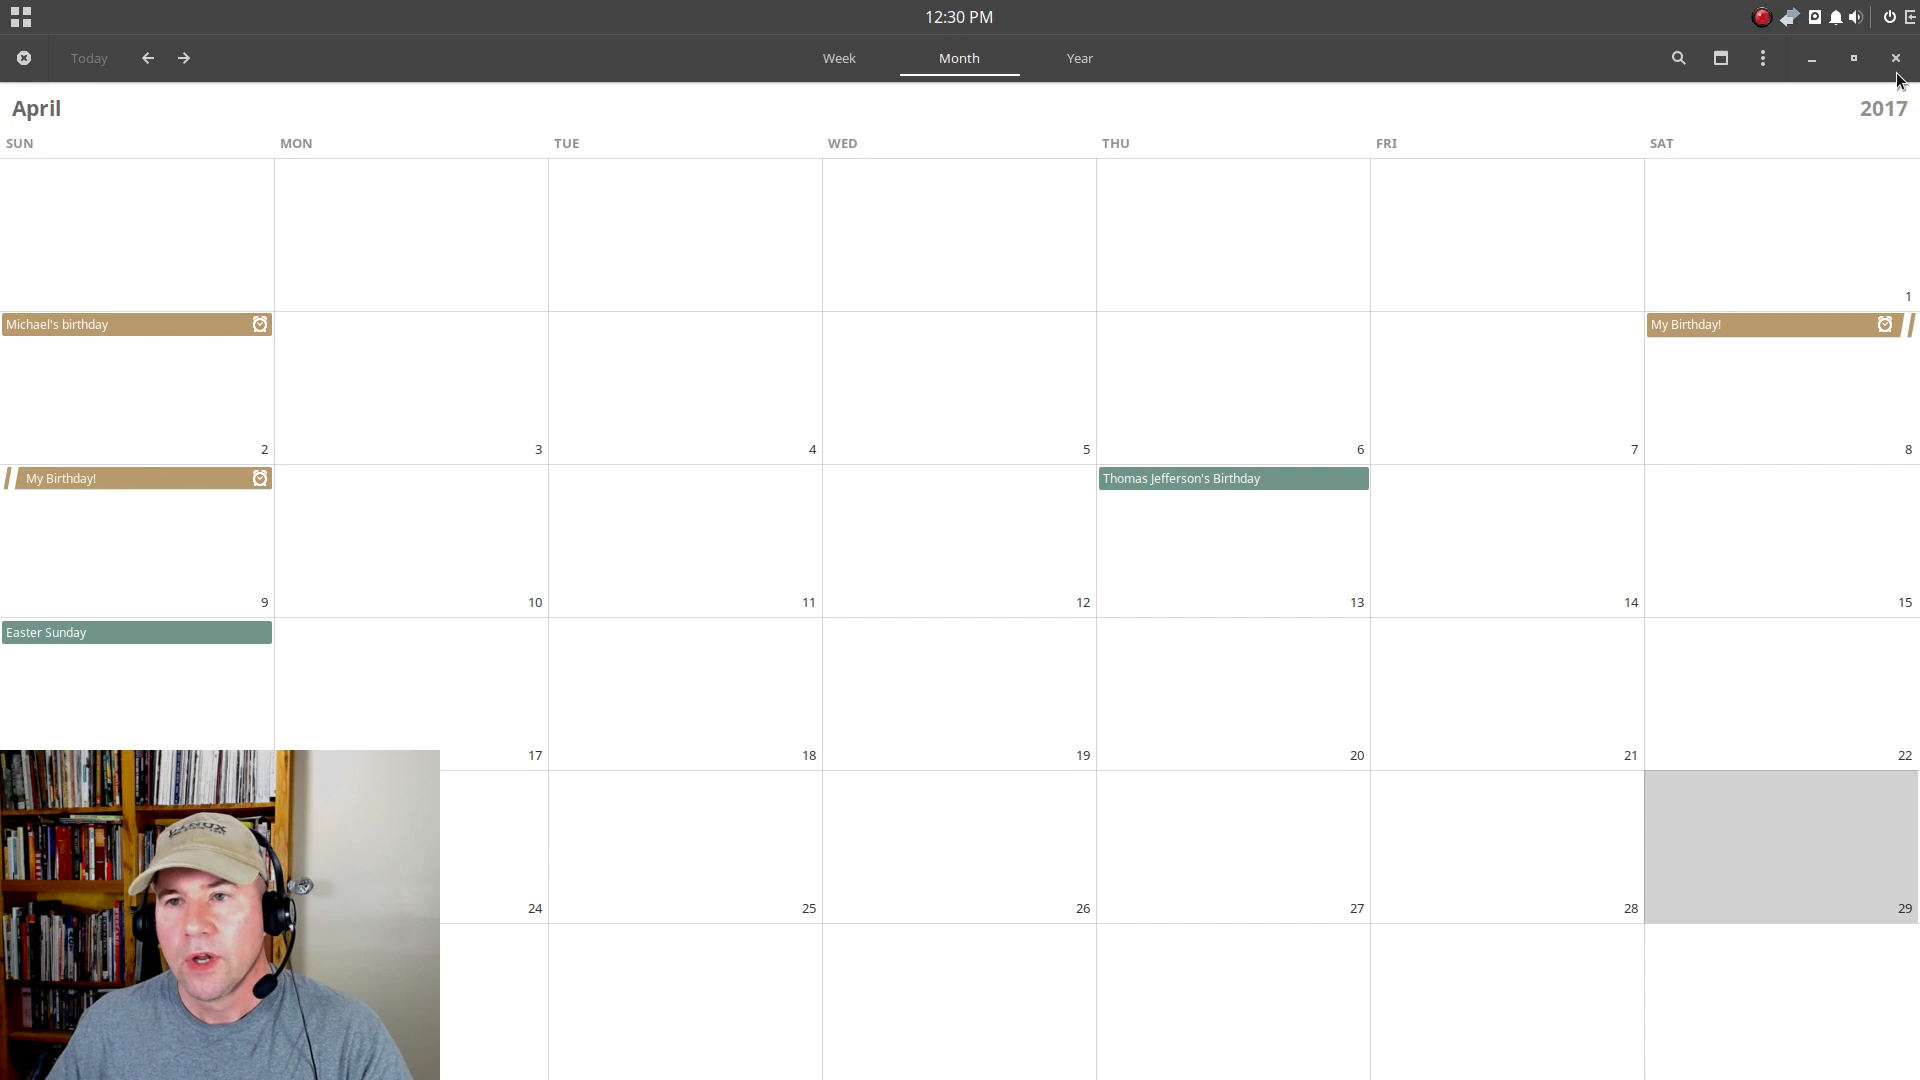 12:30 PM
Today
Week Month Year
April 2017
SUN MON TUE WED THU FRI SAT
1
Michael's birthday My Birthday!
2 3 4 5 6 7 8
My Birthday! Thomas Jefferson's Birthday
9 10 11 12 13 14 15
Easter Sunday
17 18 19 20 21 22
24 25 26 27 28 29